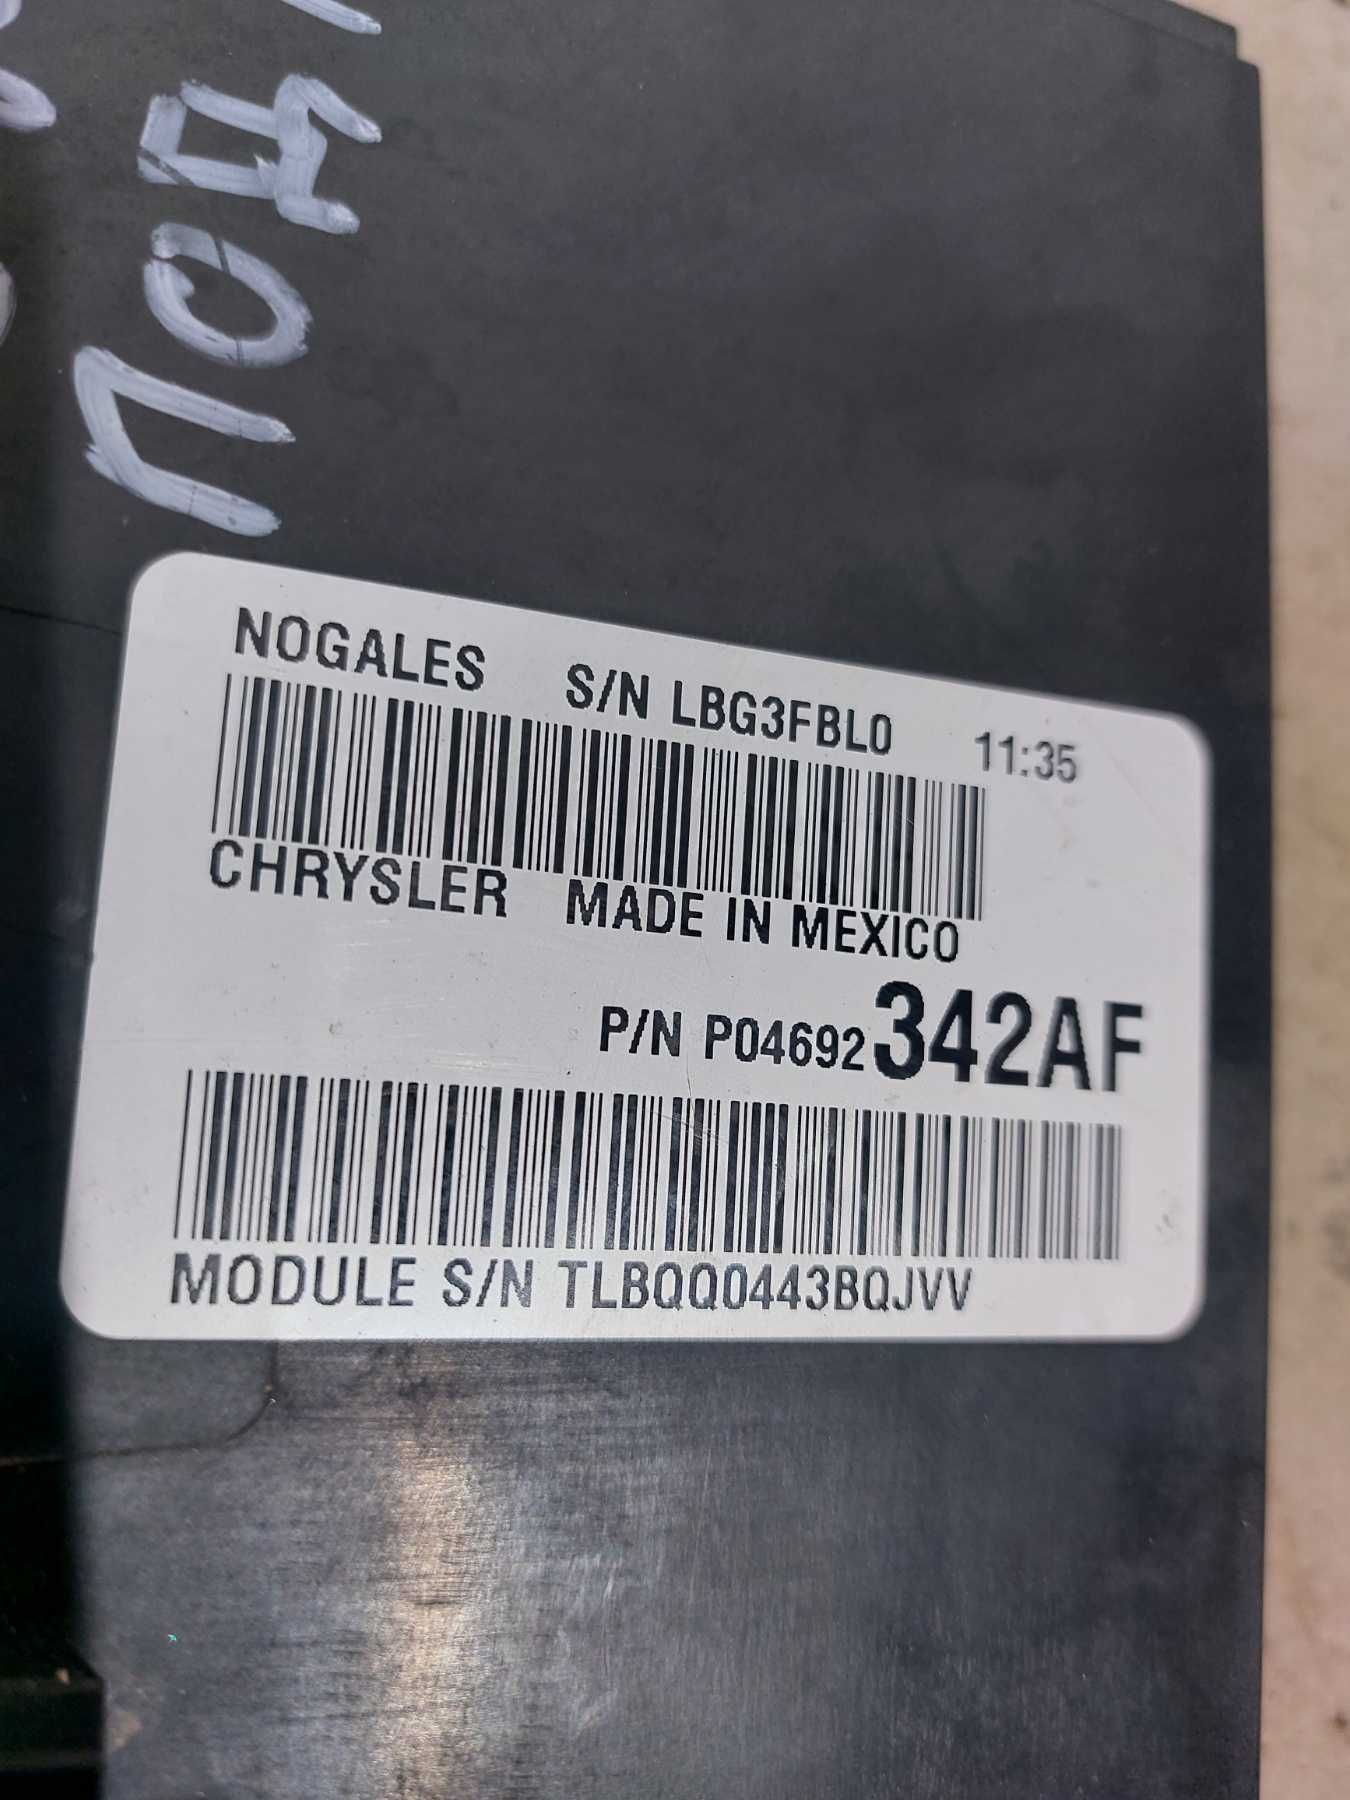 NOGALES S/N LBG3FBL0 11:35
CHRYSLER MADE IN MEXICO
P/N P04692342AF
MODULE S/N TLBQQ0443BQJVV